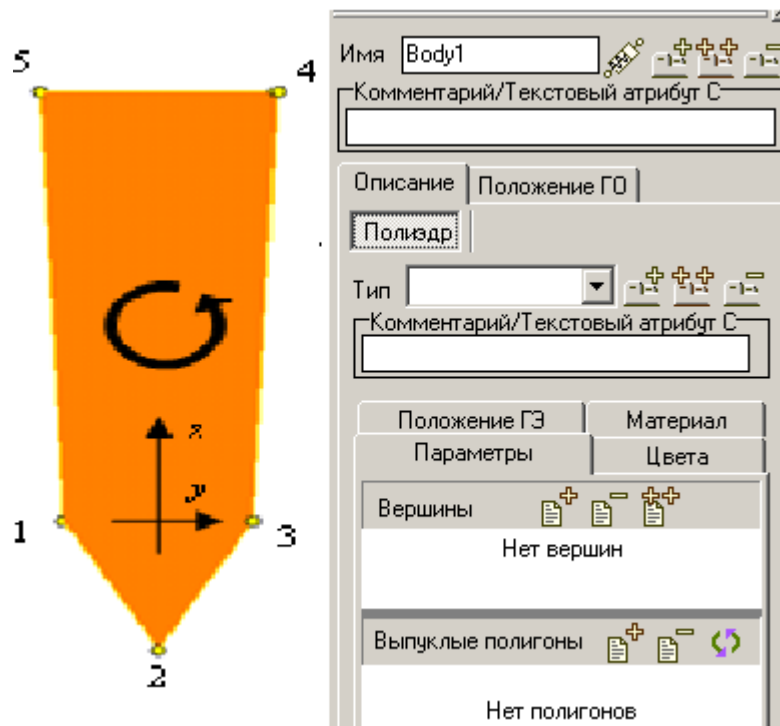 5
4
z
y
1
3
2
Имя Body1
Комментарий/Текстовый атрибут С
Описание Положение ГО
Полиэдр
Тип
Комментарий/Текстовый атрибут С
Положение ГЭ Материал
Параметры Цвета
Вершины
Нет вершин
Выпуклые полигоны
Нет полигонов